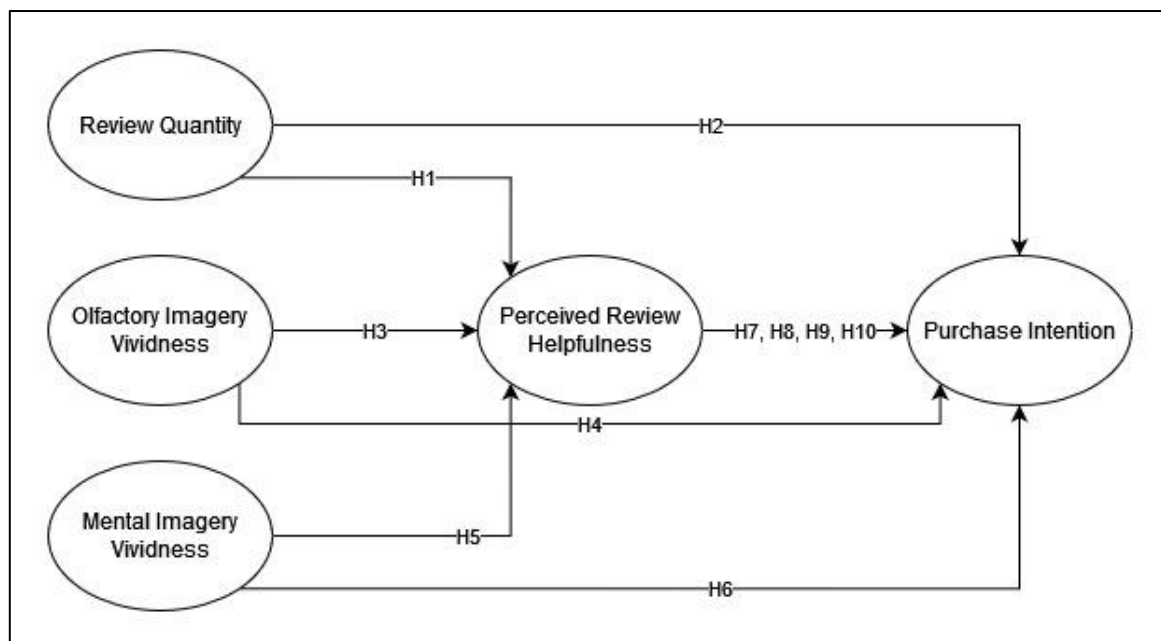 Review Quantity
H2
H1
Olfactory Imagery
Vividness
H3
Perceived Review
Helpfulness
H7, H8, H9, H10
Purchase Intention
H4
Mental Imagery
Vividness
H5
H6